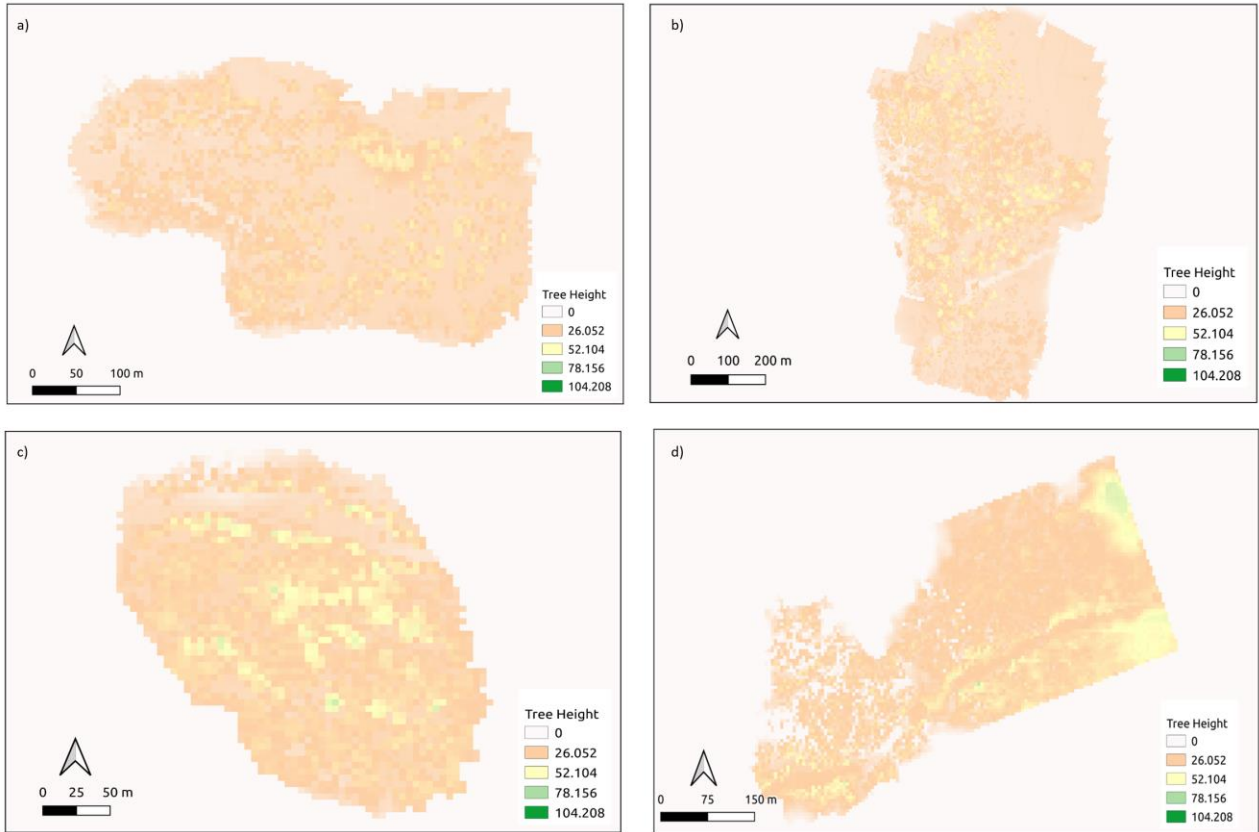 a)
Tree Height
0
26.052
52.104
78.156
104.208
0 50 100 m
b)
Tree Height
0
26.052
52.104
78.156
104.208
0 100 200 m
c)
Tree Height
0
26.052
52.104
78.156
104.208
0 25 50 m
d)
Tree Height
0
26.052
52.104
78.156
104.208
0 75 150 m